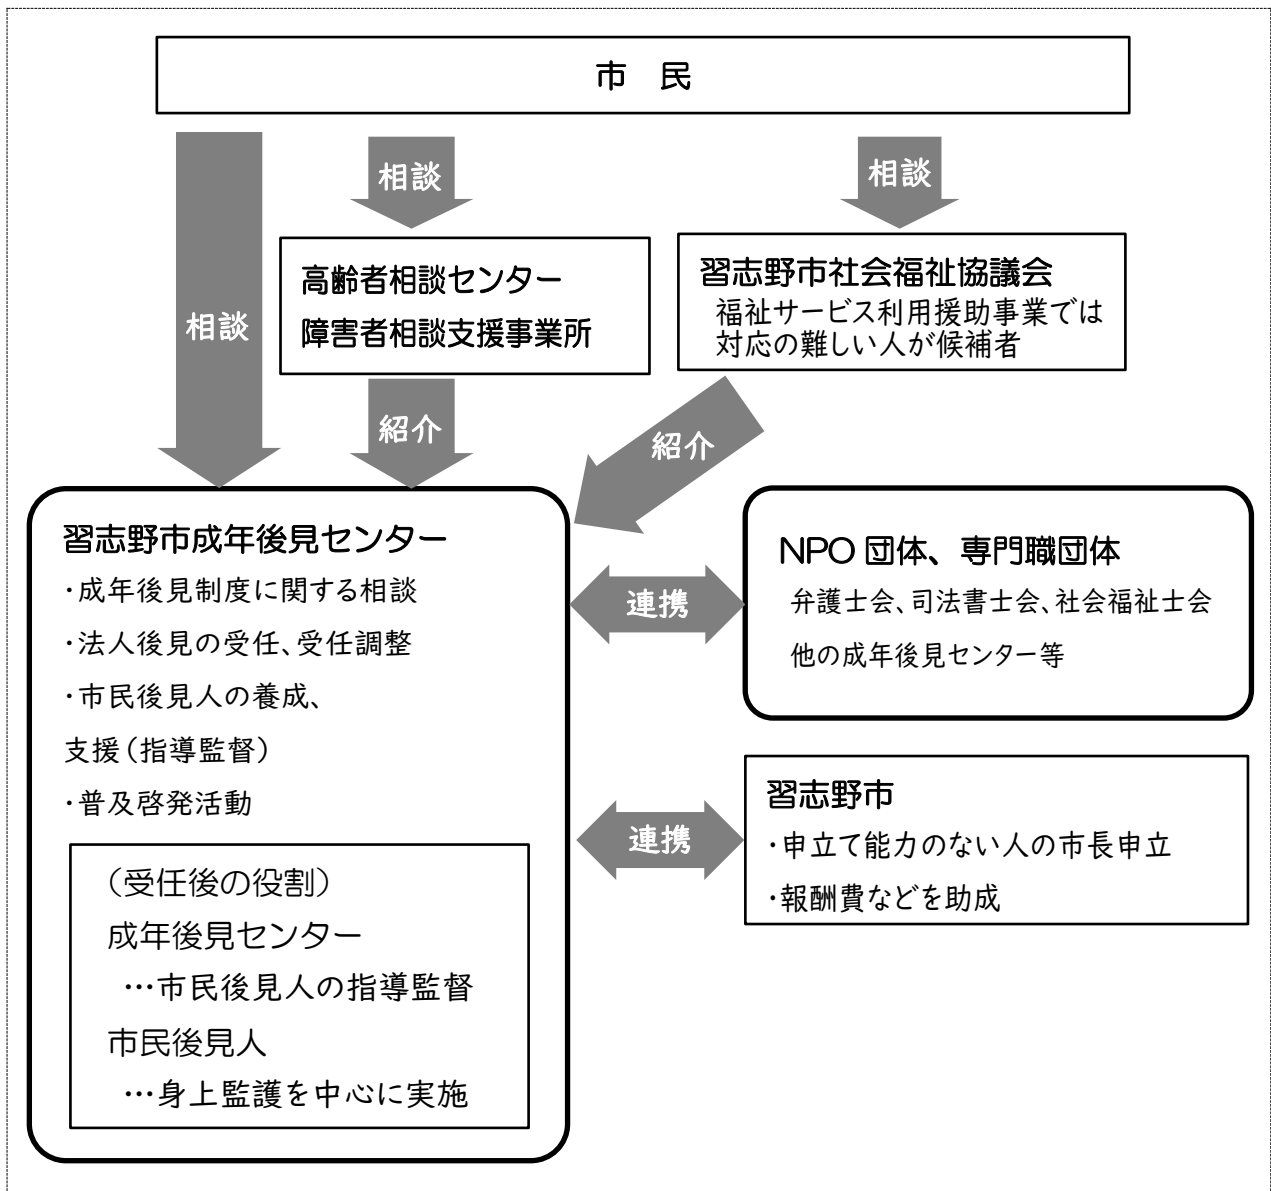 市　民
相談
相談
相談
高齢者相談センター
障害者相談支援事業所
習志野市社会福祉協議会
福祉サービス利用援助事業では
対応の難しい人が候補者
紹介
紹介
習志野市成年後見センター
・成年後見制度に関する相談
・法人後見の受任、受任調整
・市民後見人の養成、
支援（指導監督）
・普及啓発活動
（受任後の役割）
成年後見センター
…市民後見人の指導監督
市民後見人
…身上監護を中心に実施
連携
NPO 団体、専門職団体
弁護士会、司法書士会、社会福祉士会
他の成年後見センター等
連携
習志野市
・申立て能力のない人の市長申立
・報酬費などを助成